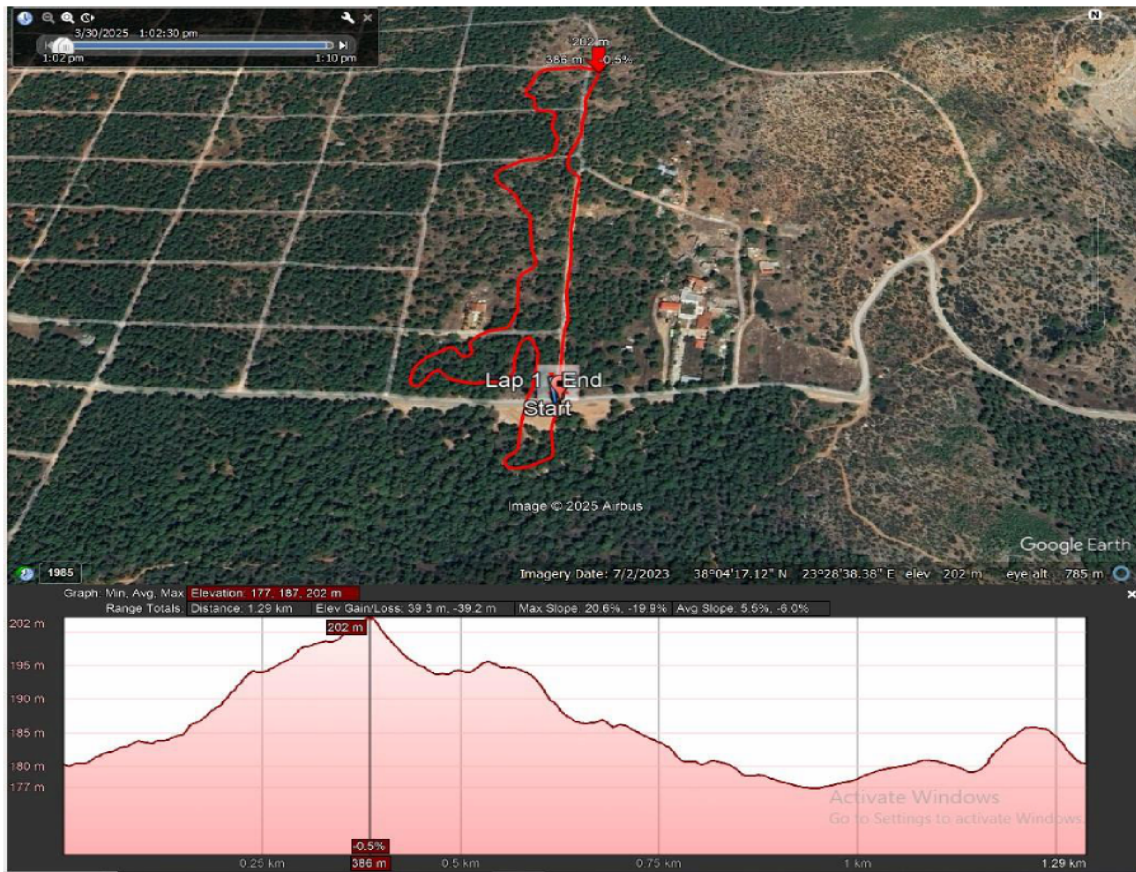 3/30/2025 1:02:30 pm
1:02 pm 1:10 pm
N
202 m
386 m -0.5%
Lap 1 End
Start
Image © 2025 Airbus
Google Earth
1985
Imagery Date: 7/2/2023 38°04'17.12" N 23°28'38.38" E elev 202 m eye alt 785 m
Graph: Min, Avg, Max Elevation: 177, 187, 202 m
Range Totals: Distance: 1.29 km Elev Gain/Loss: 39.3 m, -39.2 m Max Slope: 20.6%, -19.9% Avg Slope: 5.5%, -6.0%
202 m
202 m
195 m
190 m
185 m
180 m
177 m
Activate Windows
Go to Settings to activate Windows.
-0.5%
0.25 km 386 m 0.5 km 0.75 km 1 km 1.29 km